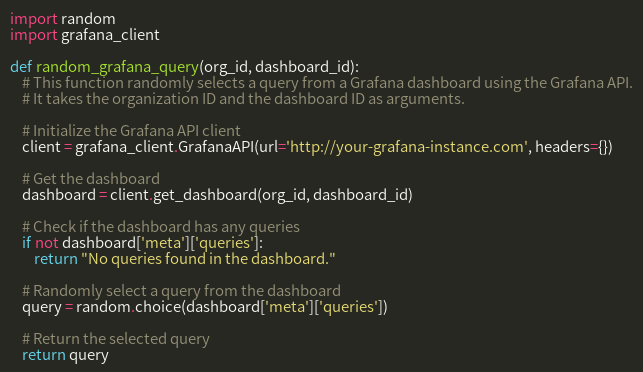 import random
import grafana_client

def random_grafana_query(org_id, dashboard_id):
    # This function randomly selects a query from a Grafana dashboard using the Grafana API.
    # It takes the organization ID and the dashboard ID as arguments.

    # Initialize the Grafana API client
    client = grafana_client.GrafanaAPI(url='http://your-grafana-instance.com', headers={})

    # Get the dashboard
    dashboard = client.get_dashboard(org_id, dashboard_id)

    # Check if the dashboard has any queries
    if not dashboard['meta']['queries']:
        return "No queries found in the dashboard."

    # Randomly select a query from the dashboard
    query = random.choice(dashboard['meta']['queries'])

    # Return the selected query
    return query